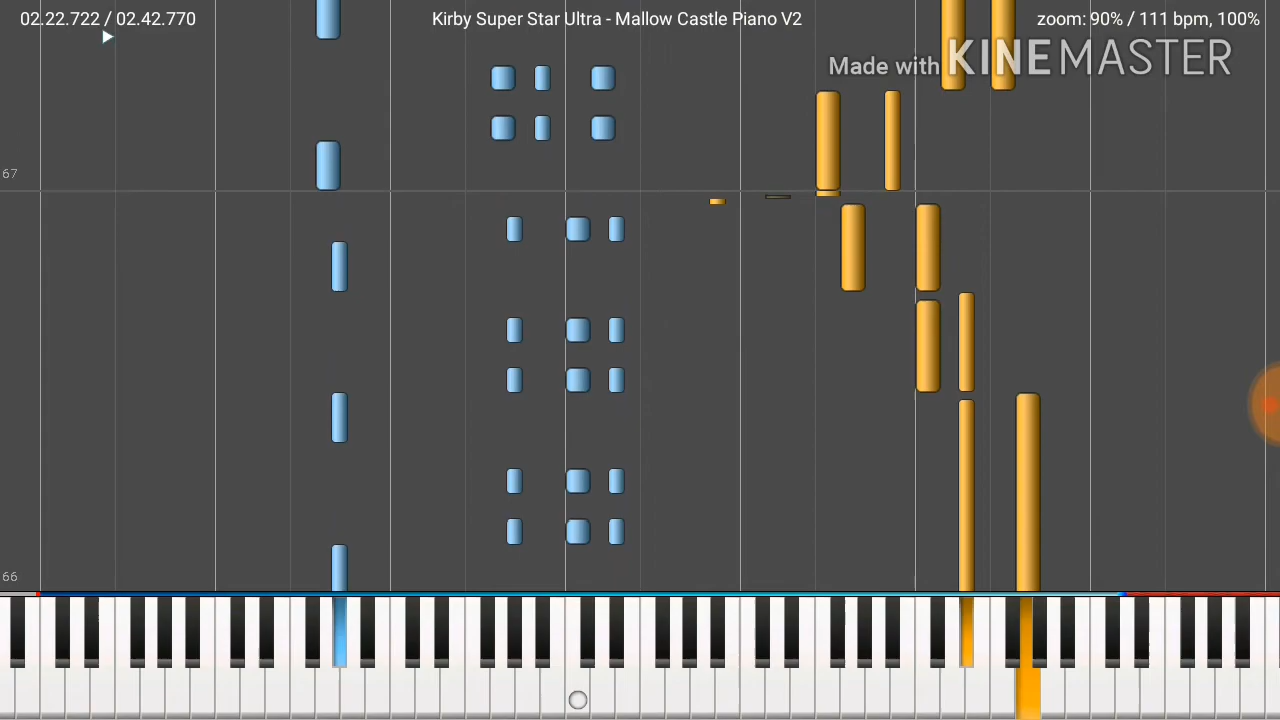 02.22.722 / 02.42.770
Kirby Super Star Ultra - Mallow Castle Piano V2
zoom: 90% / 111 bpm, 100%
Made with KINEMASTER
67
66